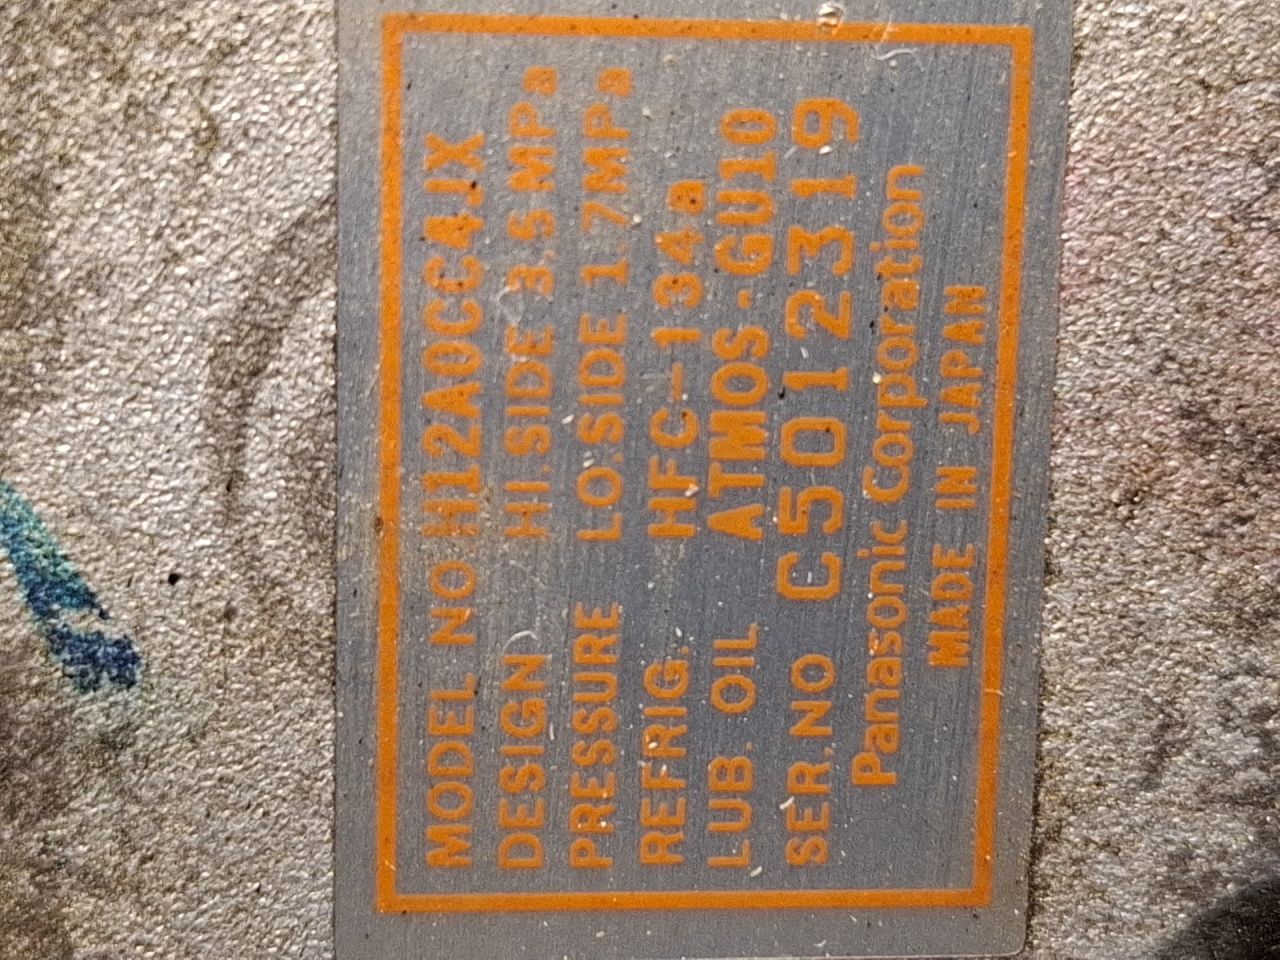 MODEL NO. H12A0CC4JX
DESIGN HI.SIDE 3.5 MPa
PRESSURE LO.SIDE 1.7MPa
REFRIG. HFC-134a
LUB. OIL ATMOS-GU10
SER.NO C5012319
Panasonic Corporation
MADE IN JAPAN